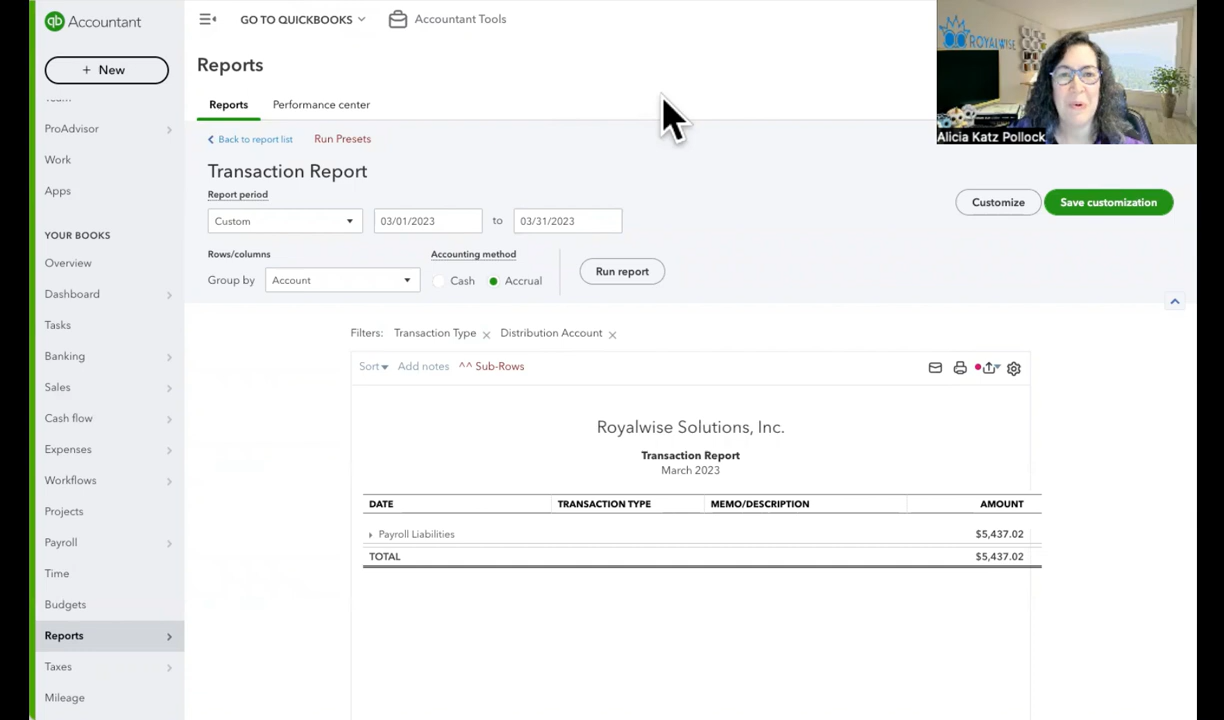 qb Accountant
GO TO QUICKBOOKS
Accountant Tools
+ New
Reports
ROYALWISE
Alicia Katz Pollock
Reports
Performance center
Team
ProAdvisor
Work
Apps
YOUR BOOKS
Overview
Dashboard
Tasks
Banking
Sales
Cash flow
Expenses
Workflows
Projects
Payroll
Time
Budgets
Reports
Taxes
Mileage
Back to report list
Run Presets
Transaction Report
Report period
Custom
03/01/2023
to
03/31/2023
Customize
Save customization
Rows/columns
Accounting method
Group by
Account
Cash
Accrual
Run report
Filters: Transaction Type × Distribution Account ×
Sort
Add notes
^^ Sub-Rows
Royalwise Solutions, Inc.
Transaction Report
March 2023
DATE TRANSACTION TYPE MEMO/DESCRIPTION AMOUNT
Payroll Liabilities $5,437.02
TOTAL $5,437.02